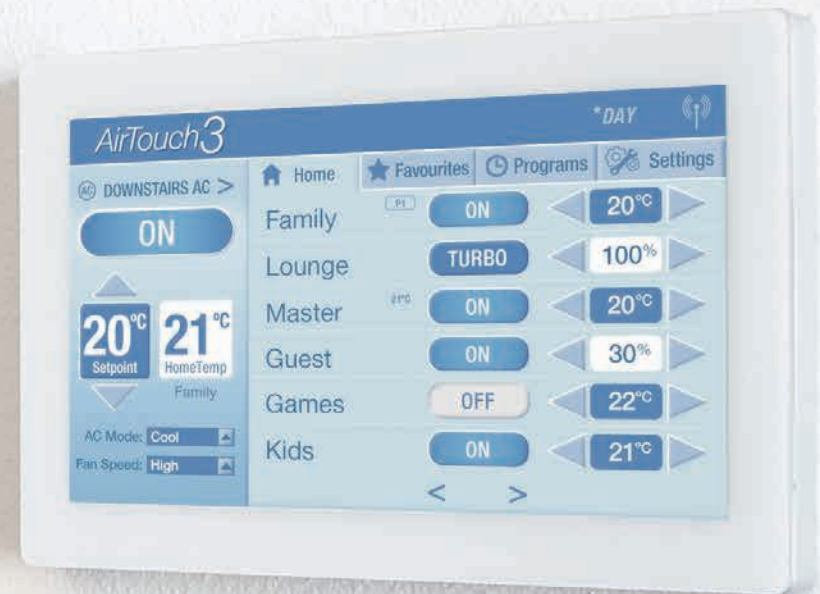 AirTouch3
*DAY
AC DOWNSTAIRS AC >
ON
20°C
Setpoint
21°C
HomeTemp
Family
AC Mode: Cool
Fan Speed: High
Home
Favourites
Programs
Settings
Family P1 ON 20°C
Lounge TURBO 100%
Master 21°C ON 20°C
Guest ON 30%
Games OFF 22°C
Kids ON 21°C
< >